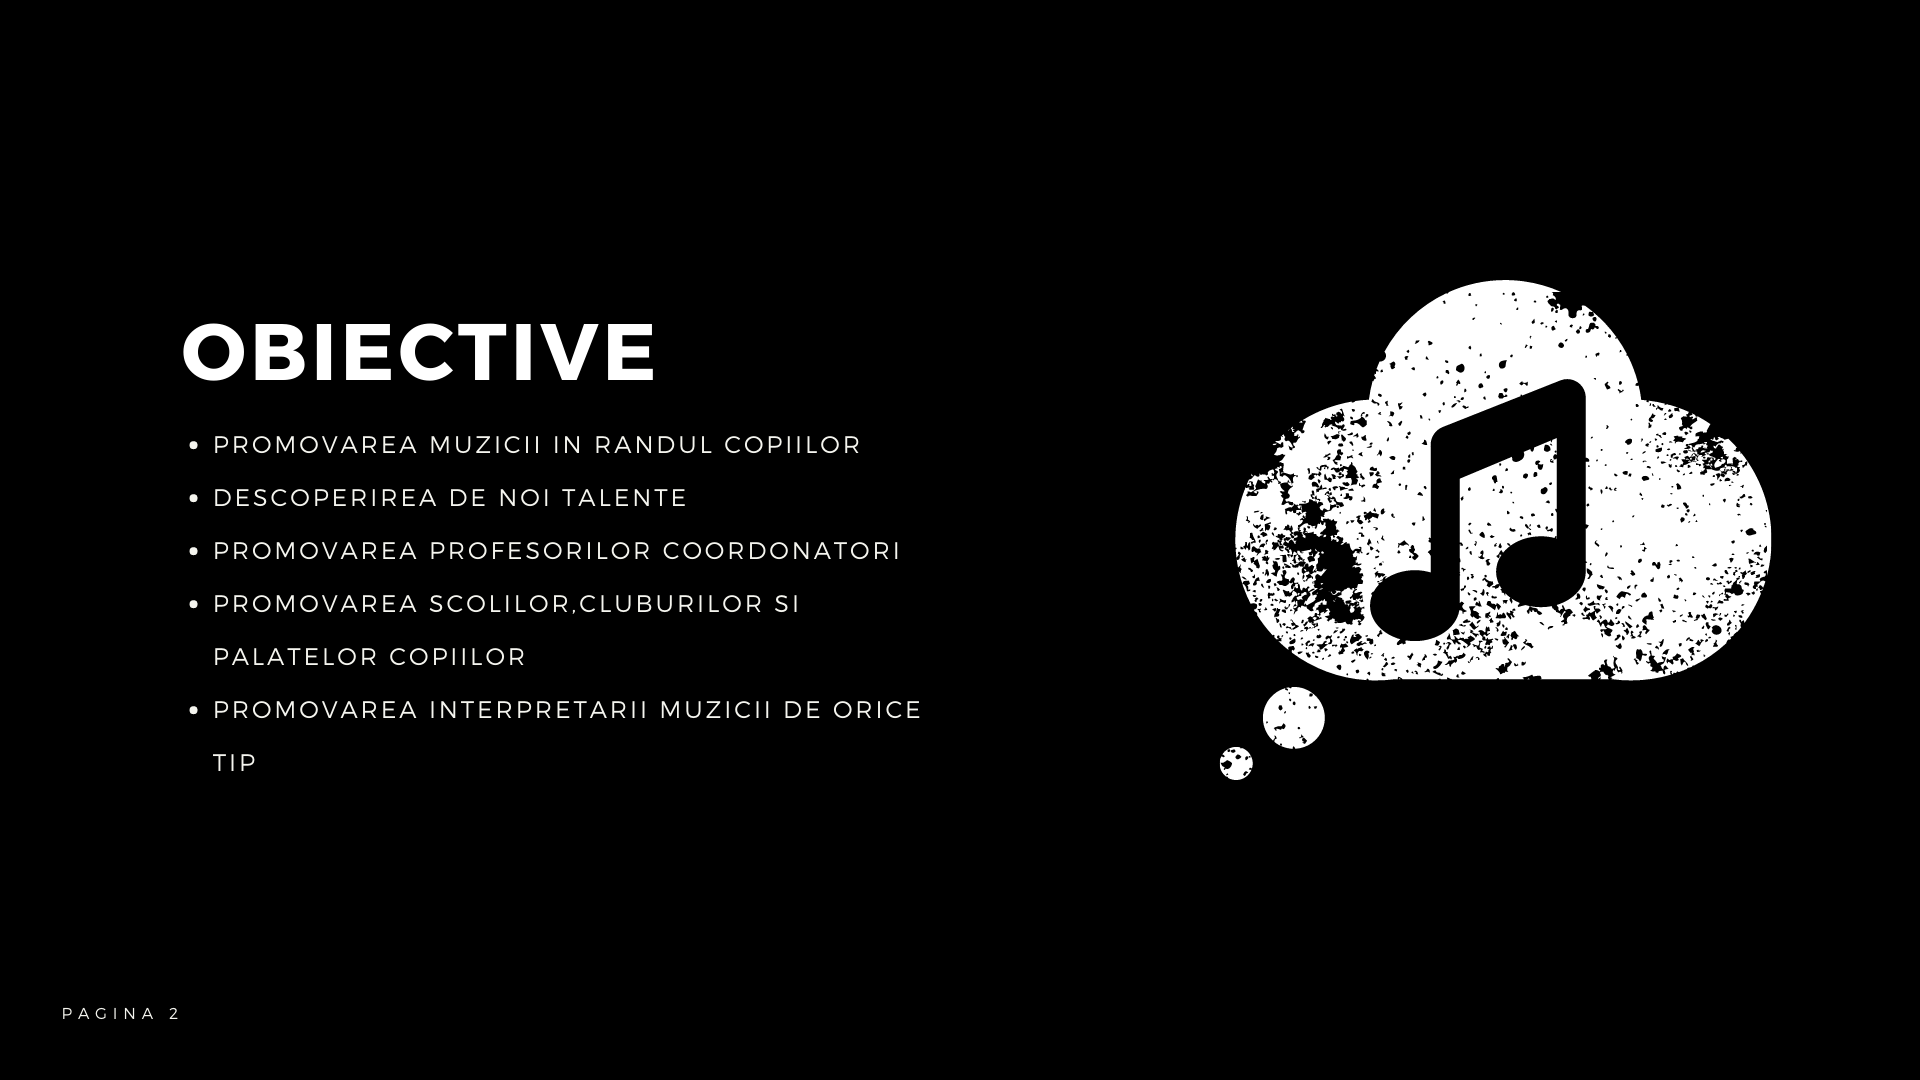 OBIECTIVE
• PROMOVAREA MUZICII IN RANDUL COPIILOR
• DESCOPERIREA DE NOI TALENTE
• PROMOVAREA PROFESORILOR COORDONATORI
• PROMOVAREA SCOLILOR,CLUBURILOR SI
PALATELOR COPIILOR
• PROMOVAREA INTERPRETARII MUZICII DE ORICE
TIP
PAGINA 2